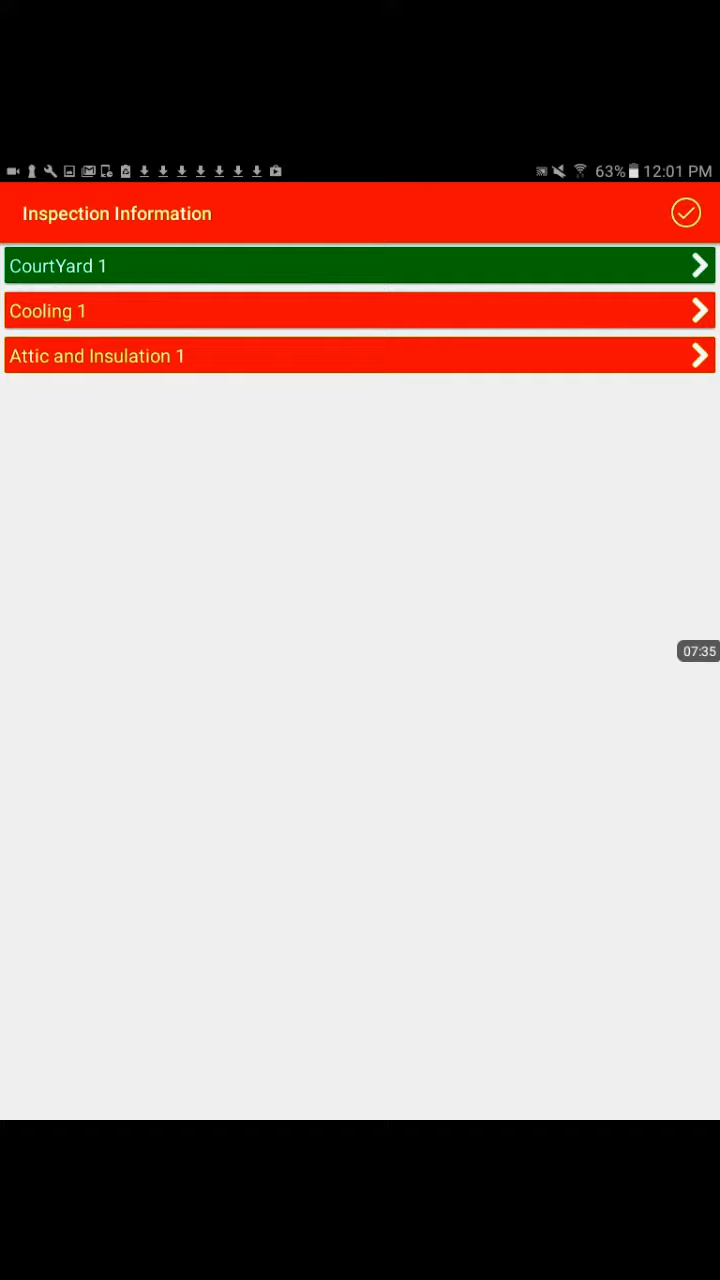 63% 12:01 PM
Inspection Information
CourtYard 1
Cooling 1
Attic and Insulation 1
07:35